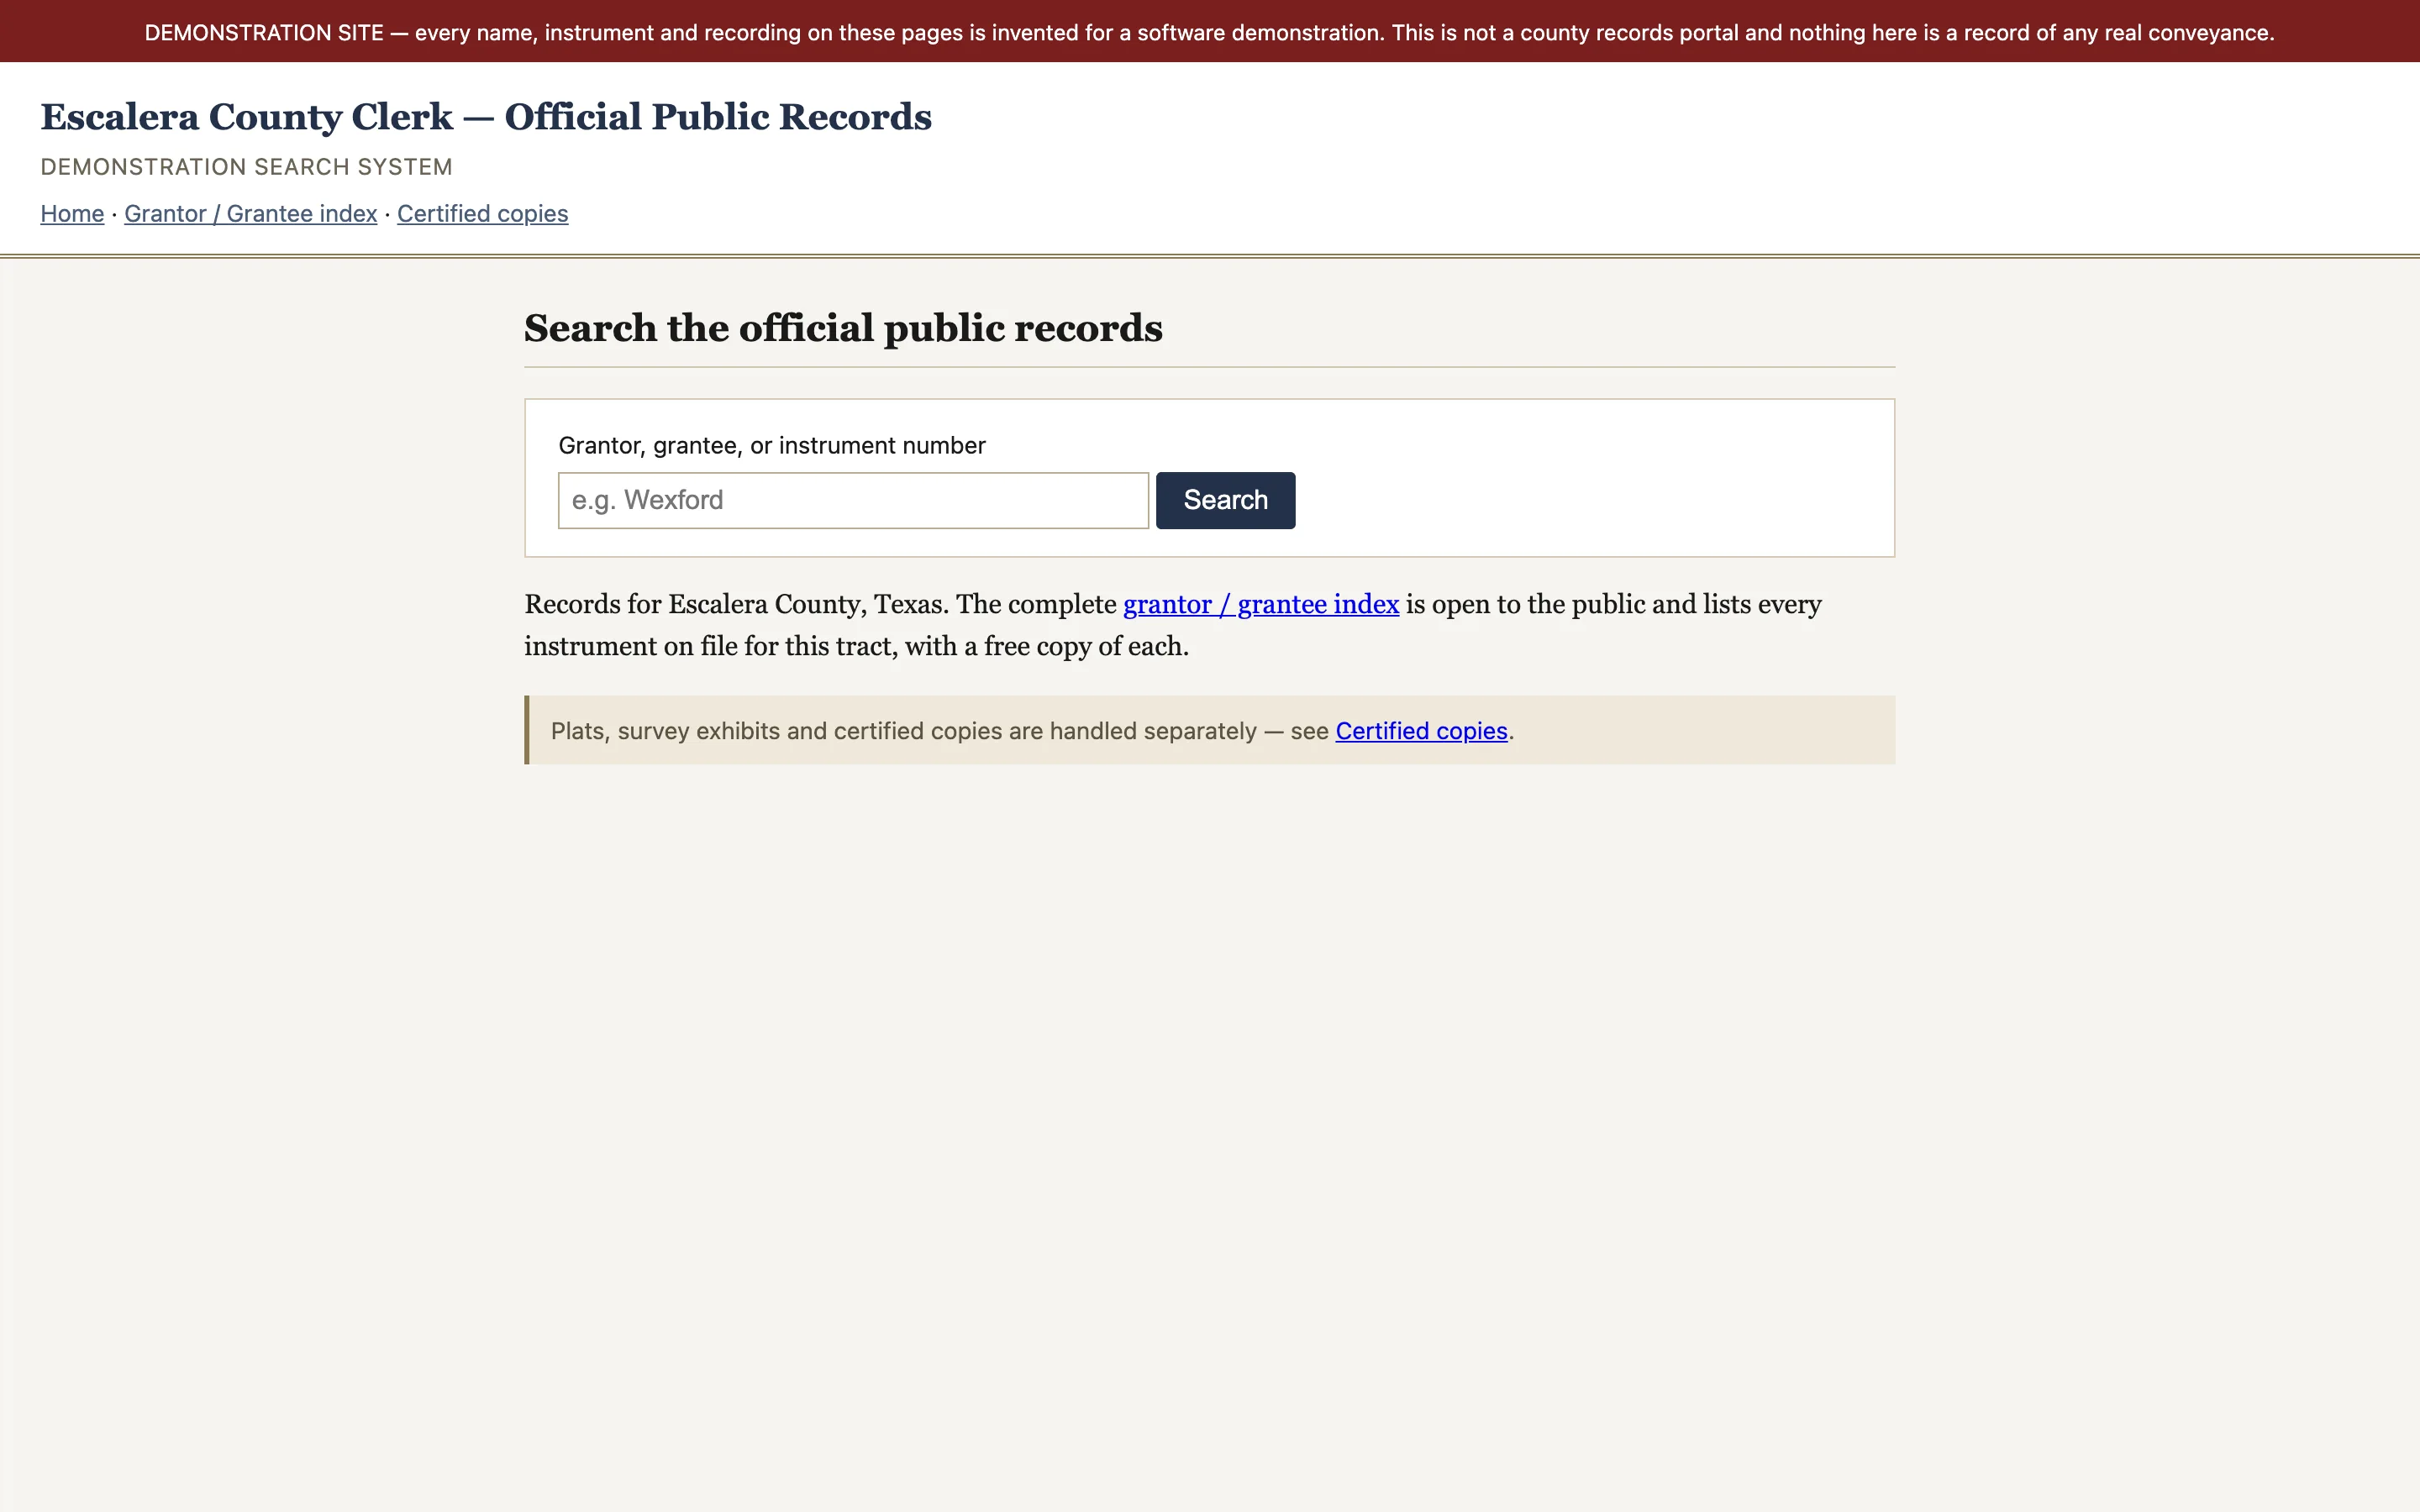 DEMONSTRATION SITE — every name, instrument and recording on these pages is invented for a software demonstration. This is not a county records portal and nothing here is a record of any real conveyance.
Escalera County Clerk — Official Public Records
DEMONSTRATION SEARCH SYSTEM
Home · Grantor / Grantee index · Certified copies
Search the official public records
Grantor, grantee, or instrument number
e.g. Wexford Search
Records for Escalera County, Texas. The complete grantor / grantee index is open to the public and lists every
instrument on file for this tract, with a free copy of each.
Plats, survey exhibits and certified copies are handled separately — see Certified copies.